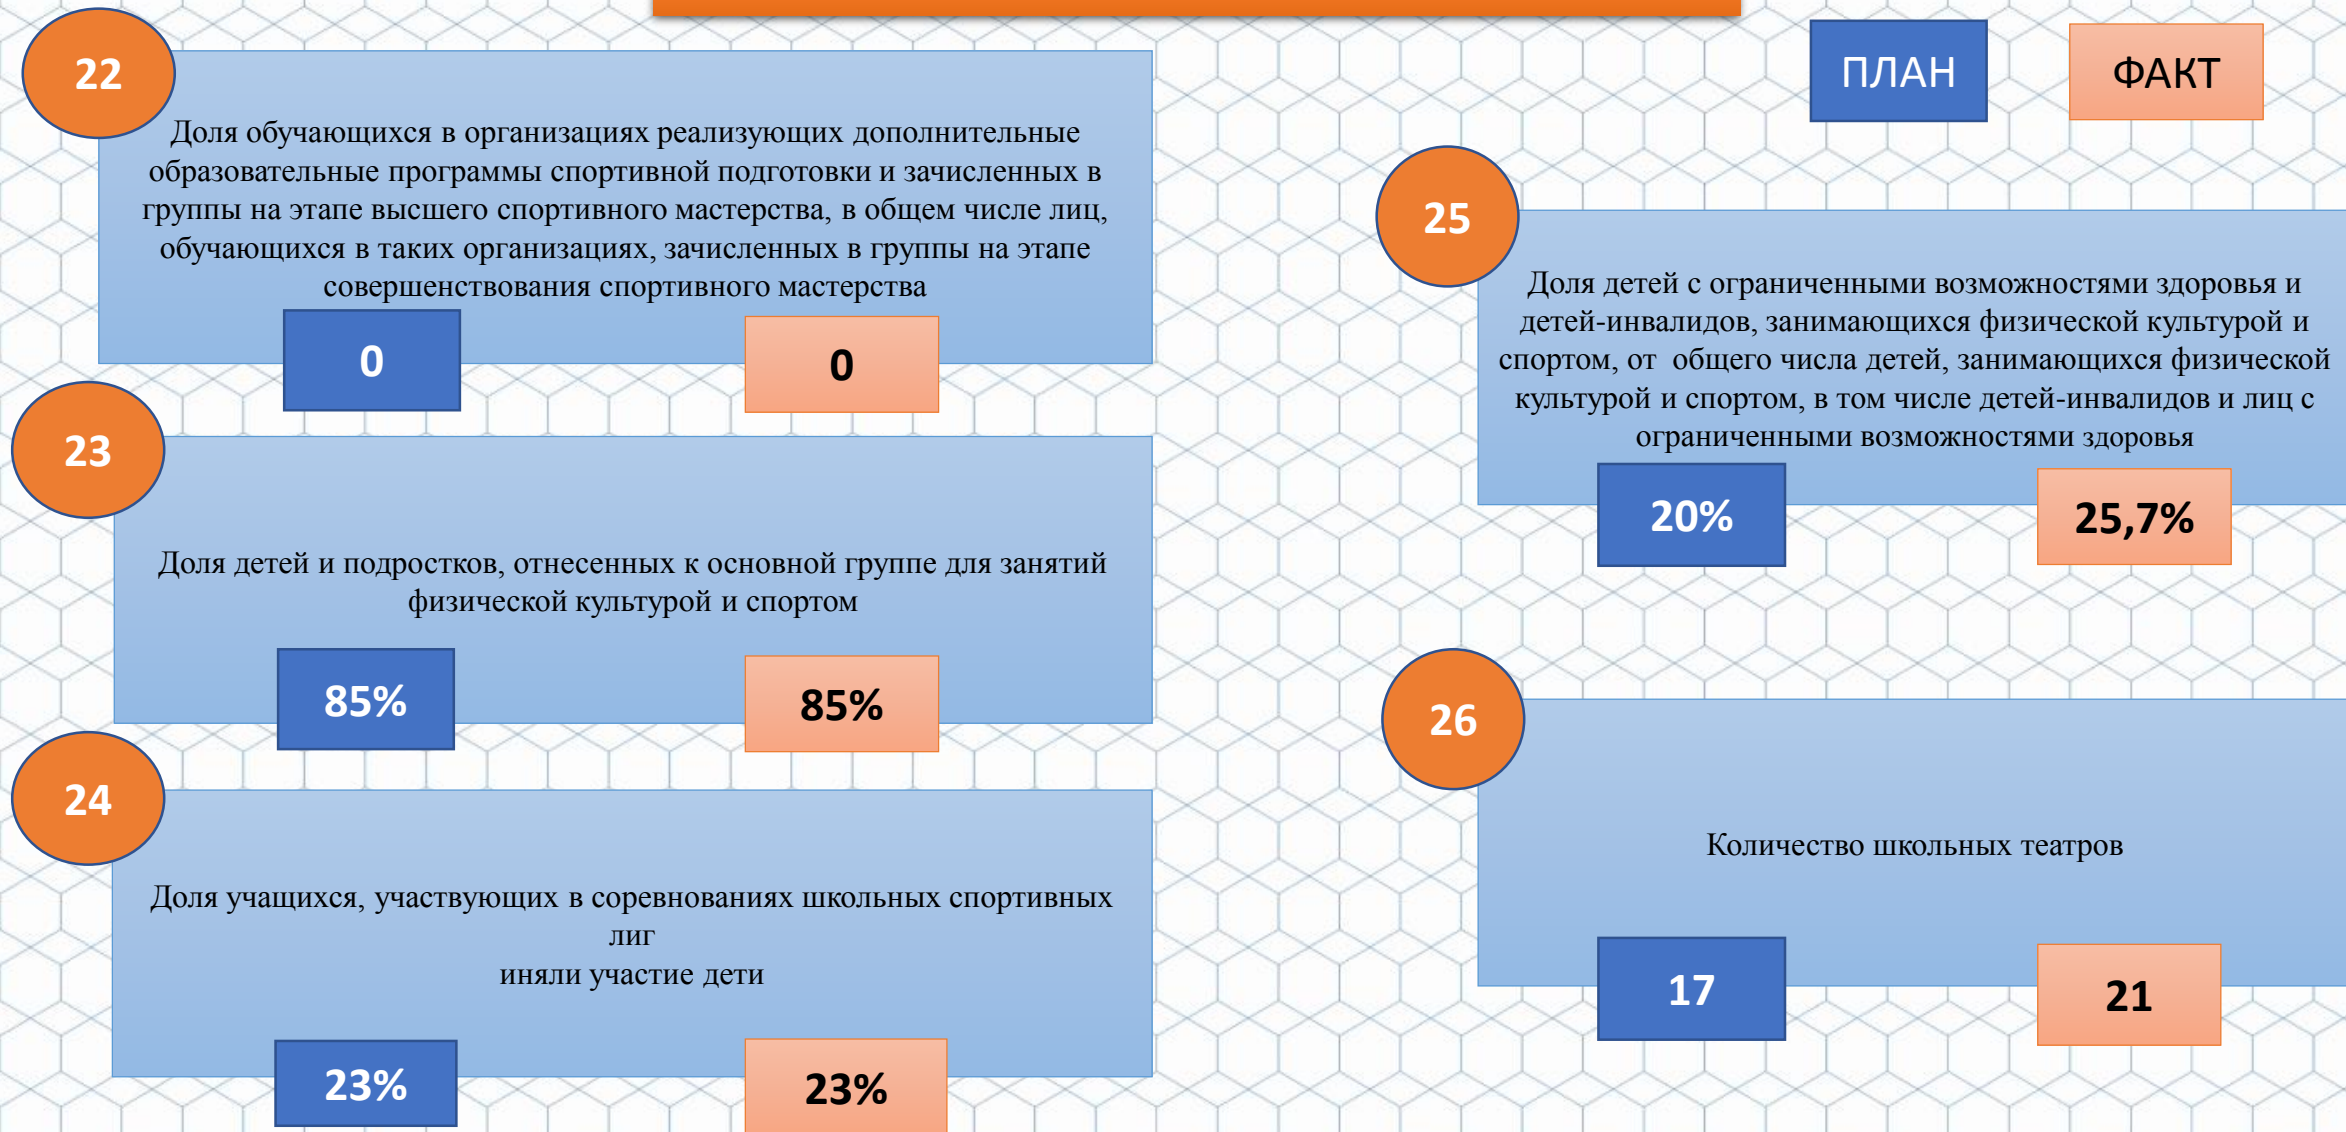 22
Доля обучающихся в организациях реализующих дополнительные
образовательные программы спортивной подготовки и зачисленных в
группы на этапе высшего спортивного мастерства, в общем числе лиц,
обучающихся в таких организациях, зачисленных в группы на этапе
совершенствования спортивного мастерства
0
0
23
Доля детей и подростков, отнесенных к основной группе для занятий
физической культурой и спортом
85%
85%
24
Доля учащихся, участвующих в соревнованиях школьных спортивных
лиг
иняли участие дети
23%
23%
ПЛАН
ФАКТ
25
Доля детей с ограниченными возможностями здоровья и
детей-инвалидов, занимающихся физической культурой и
спортом, от  общего числа детей, занимающихся физической
культурой и спортом, в том числе детей-инвалидов и лиц с
ограниченными возможностями здоровья
20%
25,7%
26
Количество школьных театров
17
21